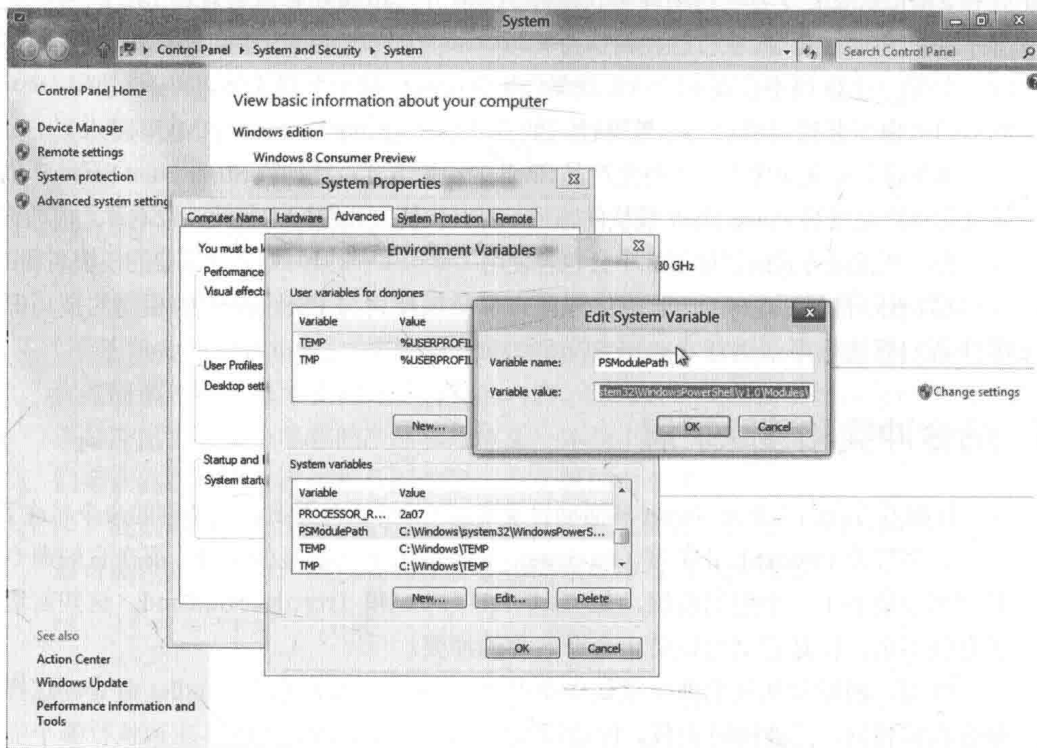 System
Control Panel ▸ System and Security ▸ System
Search Control Panel
Control Panel Home
Device Manager
Remote settings
System protection
Advanced system setting
View basic information about your computer
Windows edition
Windows 8 Consumer Preview
System Properties
Computer Name Hardware Advanced System Protection Remote
You must be l
Performance
Visual effect
User Profiles
Desktop sett
Startup and
System startu
Environment Variables
User variables for donjones
Variable Value
TEMP %USERPROFIL
TMP %USERPROFIL
New...
System variables
Variable Value
PROCESSOR_R... 2a07
PSModulePath C:\Windows\system32\WindowsPowerS...
TEMP C:\Windows\TEMP
TMP C:\Windows\TEMP
New... Edit... Delete
OK Cancel
80 GHz
Edit System Variable
Variable name: PSModulePath
Variable value: tem32\WindowsPowerShell\v1.0\Modules\
OK Cancel
Change settings
See also
Action Center
Windows Update
Performance Information and
Tools